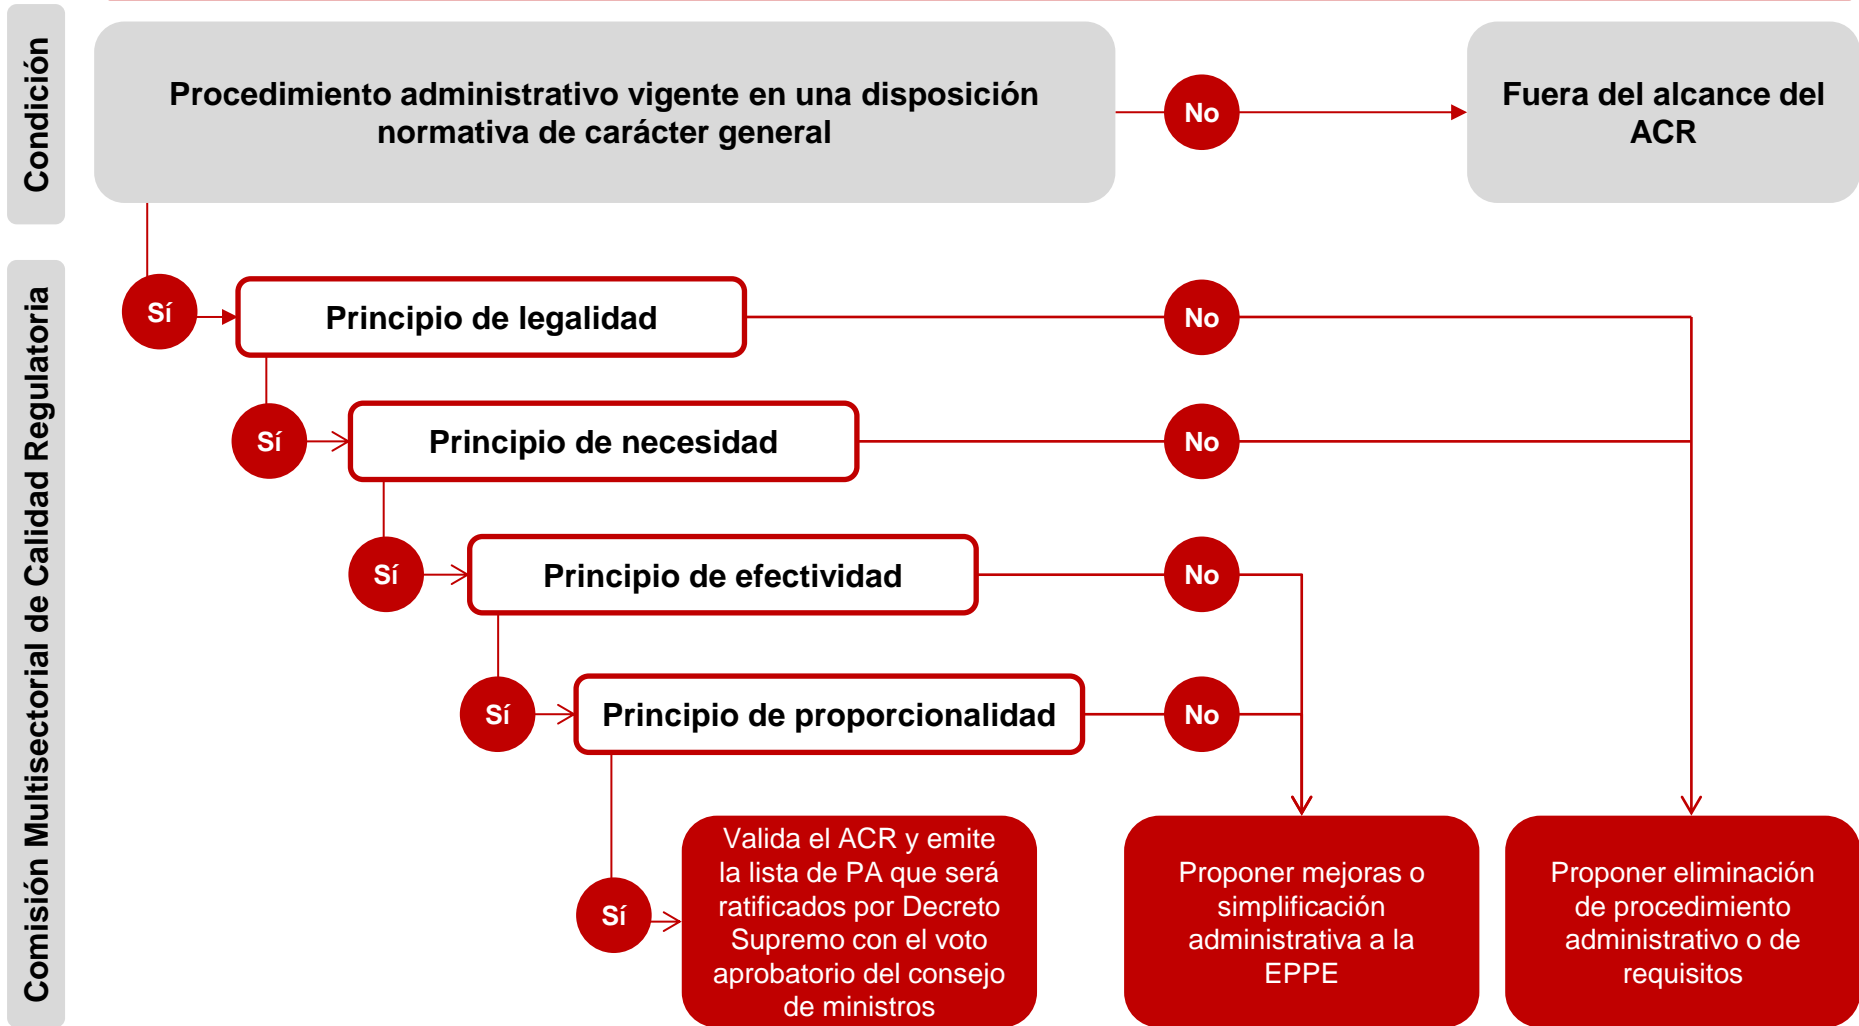 Condición
Procedimiento administrativo vigente en una disposición
normativa de carácter general
No
Fuera del alcance del
ACR
Comisión Multisectorial de Calidad Regulatoria
Sí
Principio de legalidad
No
Sí
Principio de necesidad
No
Sí
Principio de efectividad
No
Sí
Principio de proporcionalidad
No
Sí
Valida el ACR y emite
la lista de PA que será
ratificados por Decreto
Supremo con el voto
aprobatorio del consejo
de ministros
Proponer mejoras o
simplificación
administrativa a la
EPPE
Proponer eliminación
de procedimiento
administrativo o de
requisitos